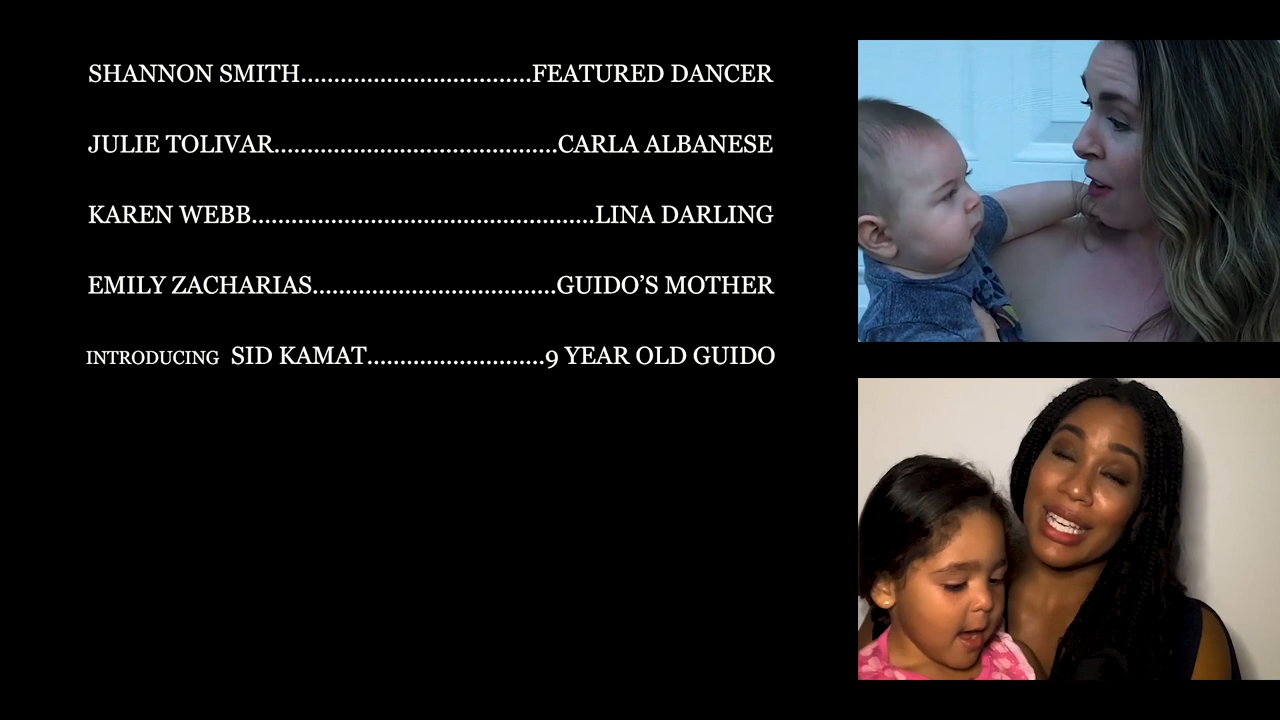 SHANNON SMITH...................................FEATURED DANCER
JULIE TOLIVAR...........................................CARLA ALBANESE
KAREN WEBB....................................................LINA DARLING
EMILY ZACHARIAS.....................................GUIDO’S MOTHER
INTRODUCING SID KAMAT...........................9 YEAR OLD GUIDO